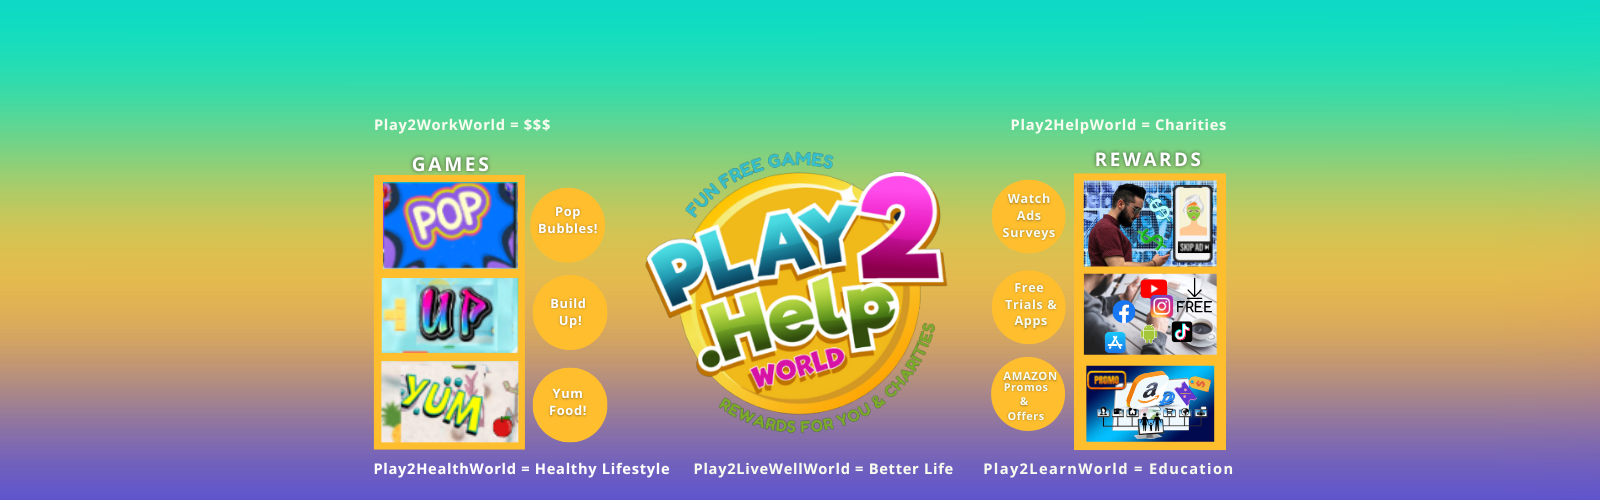 Play2WorkWorld = $$$
Play2HelpWorld = Charities
GAMES
REWARDS
POP
Pop
Bubbles!
UP
Build
Up!
YUM
Yum
Food!
FUN FREE GAMES
PLAY2
.Help
WORLD
REWARDS FOR YOU & CHARITIES
Watch
Ads
Surveys
SKIP AD
Free
Trials &
Apps
FREE
AMAZON
Promos
&
Offers
PROMO
Play2HealthWorld = Healthy Lifestyle
Play2LiveWellWorld = Better Life
Play2LearnWorld = Education